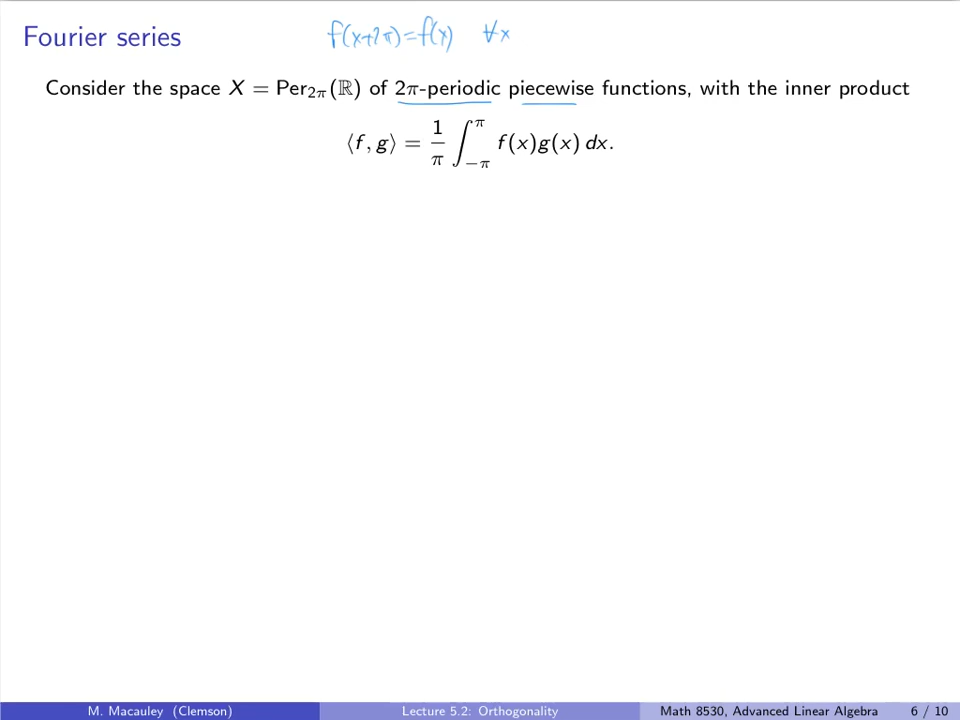 Fourier series f(x+2π)=f(x) ∀x
Consider the space X = Per₂π(ℝ) of 2π-periodic piecewise functions, with the inner product
⟨f, g⟩ = 1/π ∫_{−π}^{π} f(x)g(x) dx.
M. Macauley (Clemson) Lecture 5.2: Orthogonality Math 8530, Advanced Linear Algebra 6 / 10